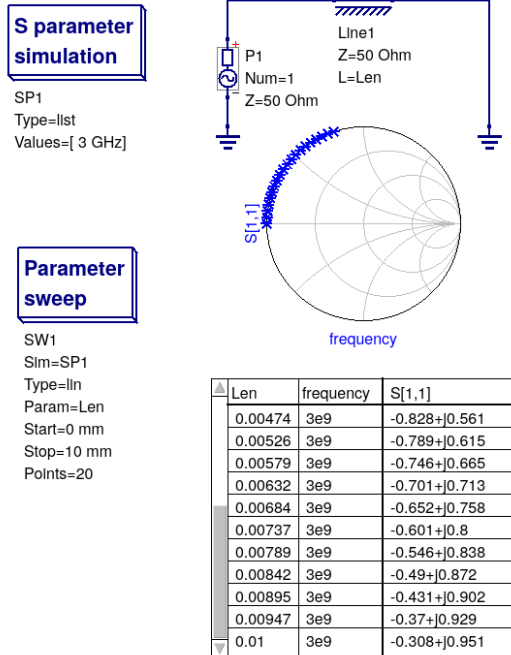 S parameter
simulation
SP1
Type=list
Values=[ 3 GHz]
P1
Num=1
Z=50 Ohm
Line1
Z=50 Ohm
L=Len
S[1,1]
frequency
Parameter
sweep
SW1
Sim=SP1
Type=lin
Param=Len
Start=0 mm
Stop=10 mm
Points=20
Len frequency S[1,1]
0.00474 3e9 -0.828+j0.561
0.00526 3e9 -0.789+j0.615
0.00579 3e9 -0.746+j0.665
0.00632 3e9 -0.701+j0.713
0.00684 3e9 -0.652+j0.758
0.00737 3e9 -0.601+j0.8
0.00789 3e9 -0.546+j0.838
0.00842 3e9 -0.49+j0.872
0.00895 3e9 -0.431+j0.902
0.00947 3e9 -0.37+j0.929
0.01 3e9 -0.308+j0.951